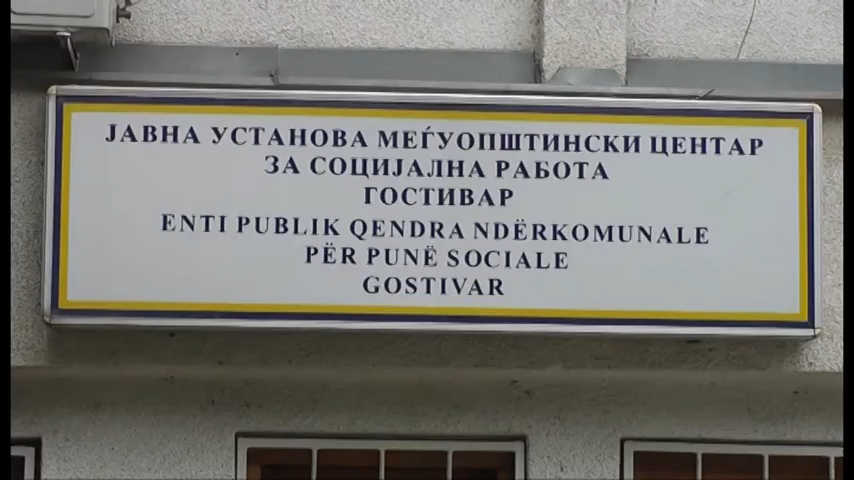 ЈАВНА УСТАНОВА МЕЃУОПШТИНСКИ ЦЕНТАР
ЗА СОЦИЈАЛНА РАБОТА
ГОСТИВАР
ENTI PUBLIK QENDRA NDËRKOMUNALE
PËR PUNË SOCIALE
GOSTIVAR